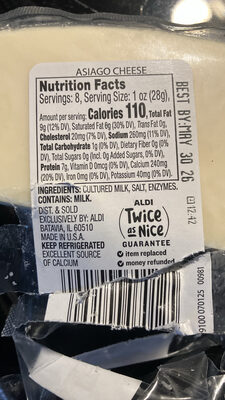 ASIAGO CHEESE
Nutrition Facts
Servings: 8, Serving Size: 1 oz (28g),
Amount per serving: Calories 110, Total Fat
9g (12% DV), Saturated Fat 6g (30% DV), Trans Fat 0g,
Cholesterol 20mg (7% DV), Sodium 260mg (11% DV),
Total Carbohydrate 1g (0% DV), Dietary Fiber 0g (0%
DV), Total Sugars 0g (Incl. 0g Added Sugars, 0% DV),
Protein 7g, Vitamin D 0mcg (0% DV), Calcium 240mg
(20% DV), Iron 0mg (0% DV), Potassium 40mg (0% DV).
INGREDIENTS: CULTURED MILK, SALT, ENZYMES.
CONTAINS: MILK.
DIST. & SOLD
EXCLUSIVELY BY: ALDI
BATAVIA, IL 60510
MADE IN U.S.A.
KEEP REFRIGERATED
EXCELLENT SOURCE
OF CALCIUM
ALDI
Twice
as Nice
GUARANTEE
item replaced
money refunded
BEST BY:MAY 30 26
9100 070125 00981